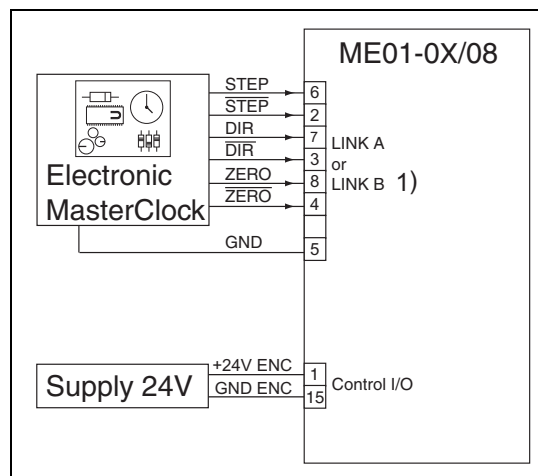 ME01-0X/08
STEP
6
STEP
2
DIR
7
DIR
3
ZERO
8
ZERO
4
GND
5
LINK A
or
LINK B 1)
Electronic
MasterClock
Supply 24V
+24V ENC
1
GND ENC
15
Control I/O